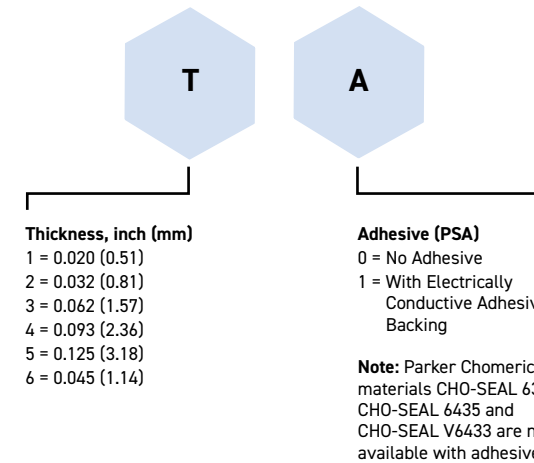 T
A
Thickness, inch (mm)
1 = 0.020 (0.51)
2 = 0.032 (0.81)
3 = 0.062 (1.57)
4 = 0.093 (2.36)
5 = 0.125 (3.18)
6 = 0.045 (1.14)
Adhesive (PSA)
0 = No Adhesive
1 = With Electrically
Conductive
Backing
Note: Parker
materials CHO-SEAL
CHO-SEAL 6435 and
CHO-SEAL V6433 are
available with